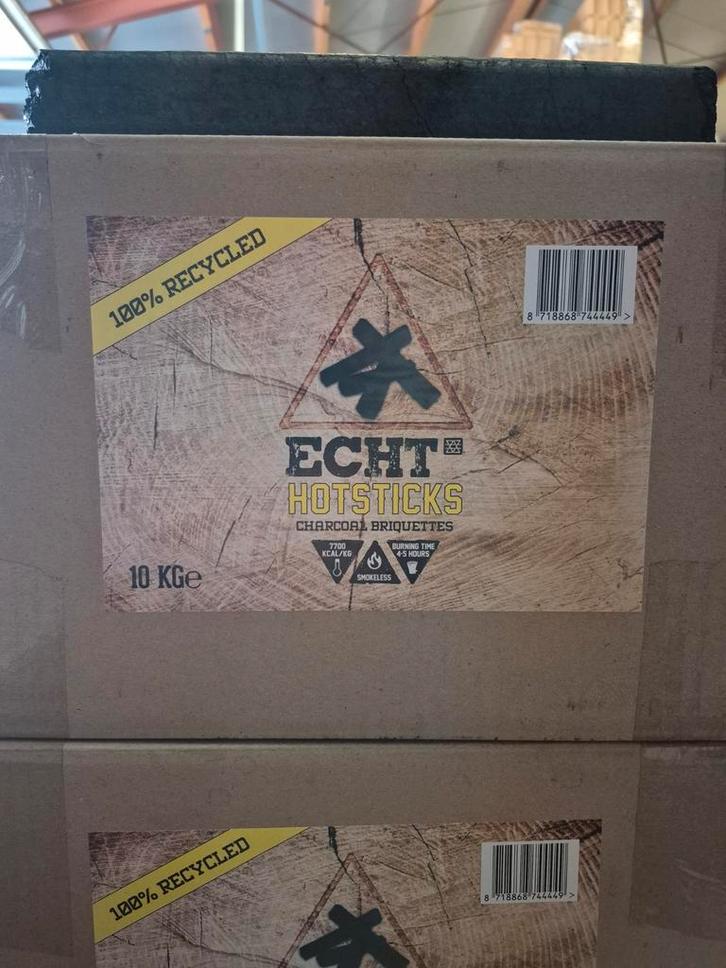 100% RECYCLED
8 718868 744449 >
ECHT
HOTSTICKS
CHARCOAL BRIQUETTES
7700
KCAL/KG
SMOKELESS
BURNING TIME
4-5 HOURS
10 KGe
100% RECYCLED
8 718868 744449 >